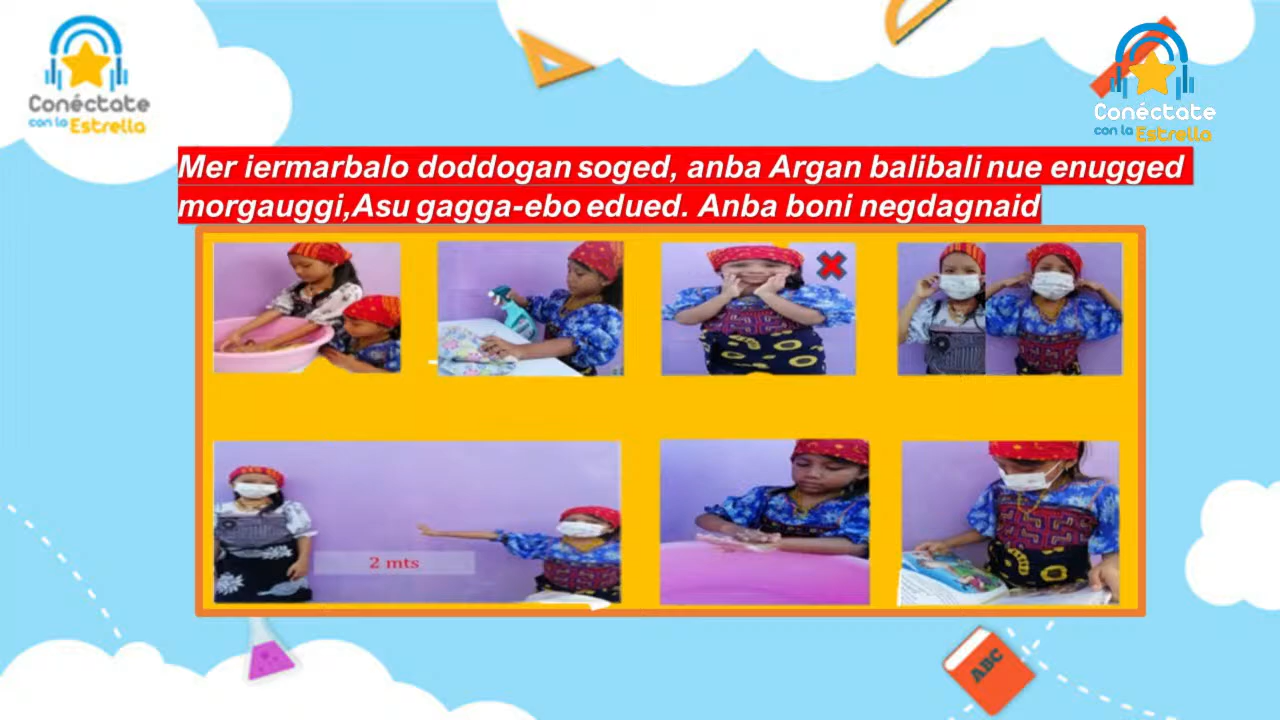 Conéctate
con la Estrella
Conéctate
con la Estrella
Mer iermarbalo doddogan soged, anba Argan balibali nue enugged
morgauggi,Asu gagga-ebo edued. Anba boni negdagnaid
2 mts
ABC